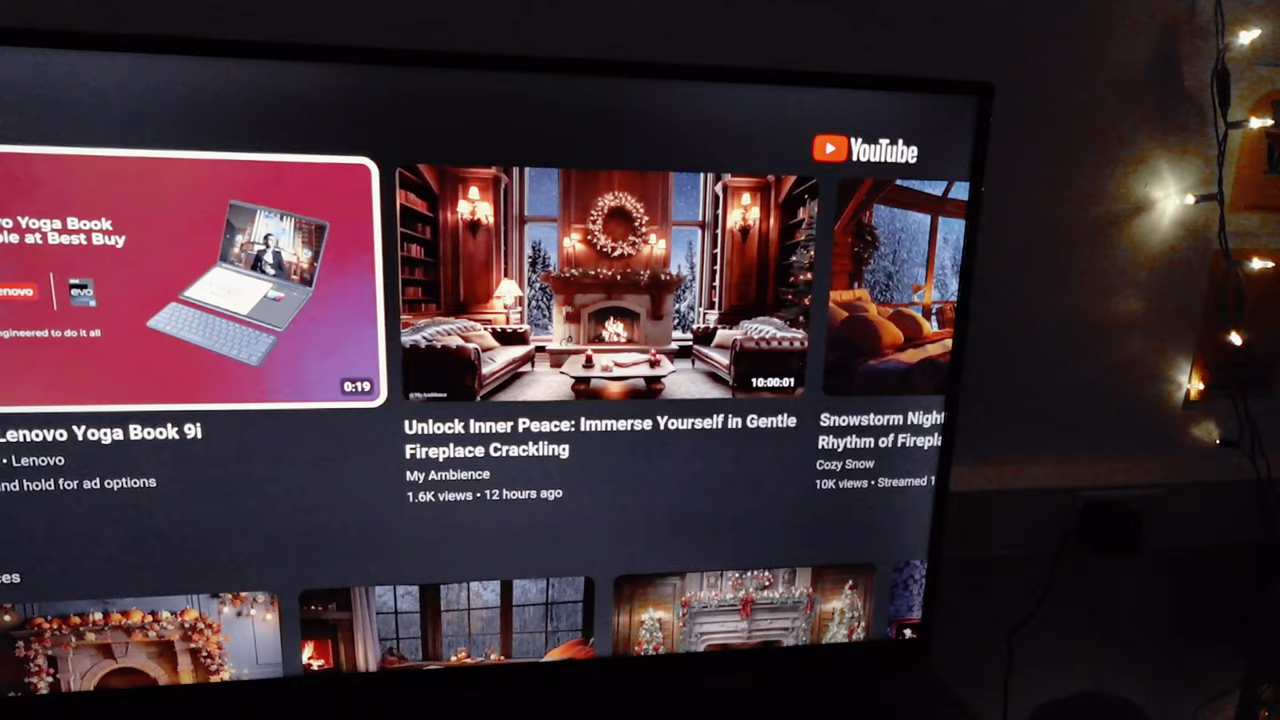 YouTube
vo Yoga Book
ole at Best Buy
enovo
evo
ngineered to do it all
0:19
Lenovo Yoga Book 9i
• Lenovo
nd hold for ad options
10:00:01
Unlock Inner Peace: Immerse Yourself in Gentle
Fireplace Crackling
My Ambience
1.6K views • 12 hours ago
Snowstorm Night
Rhythm of Firepla
Cozy Snow
10K views • Streamed 1
ces